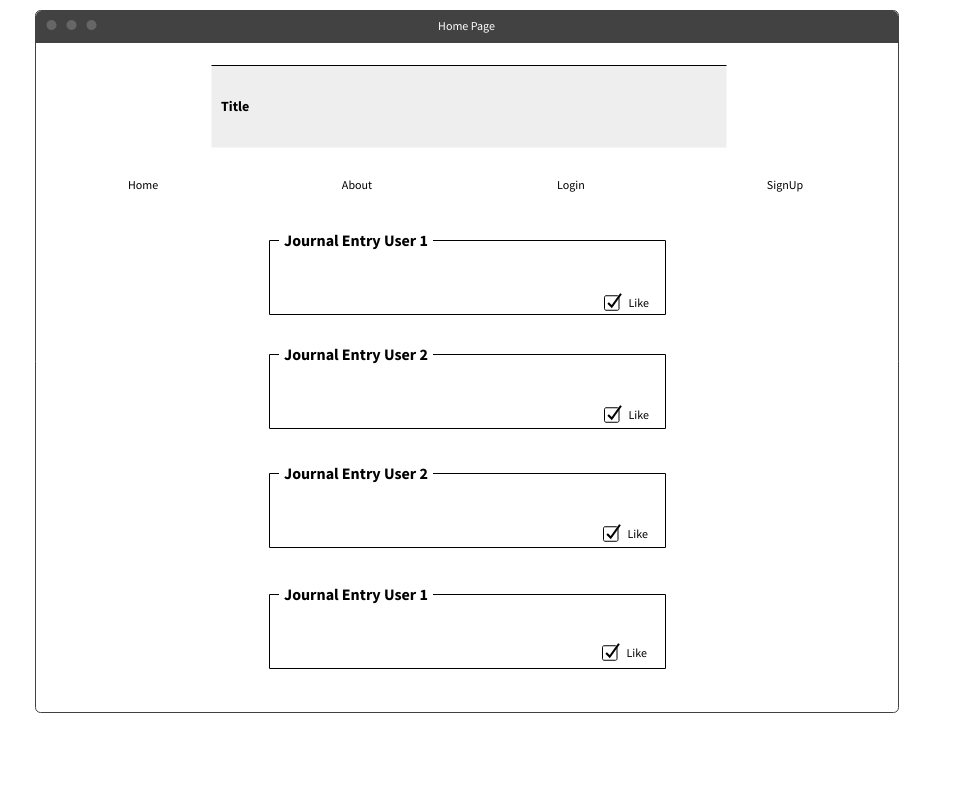 Home Page
Title
Home About Login SignUp
Journal Entry User 1
Like
Journal Entry User 2
Like
Journal Entry User 2
Like
Journal Entry User 1
Like